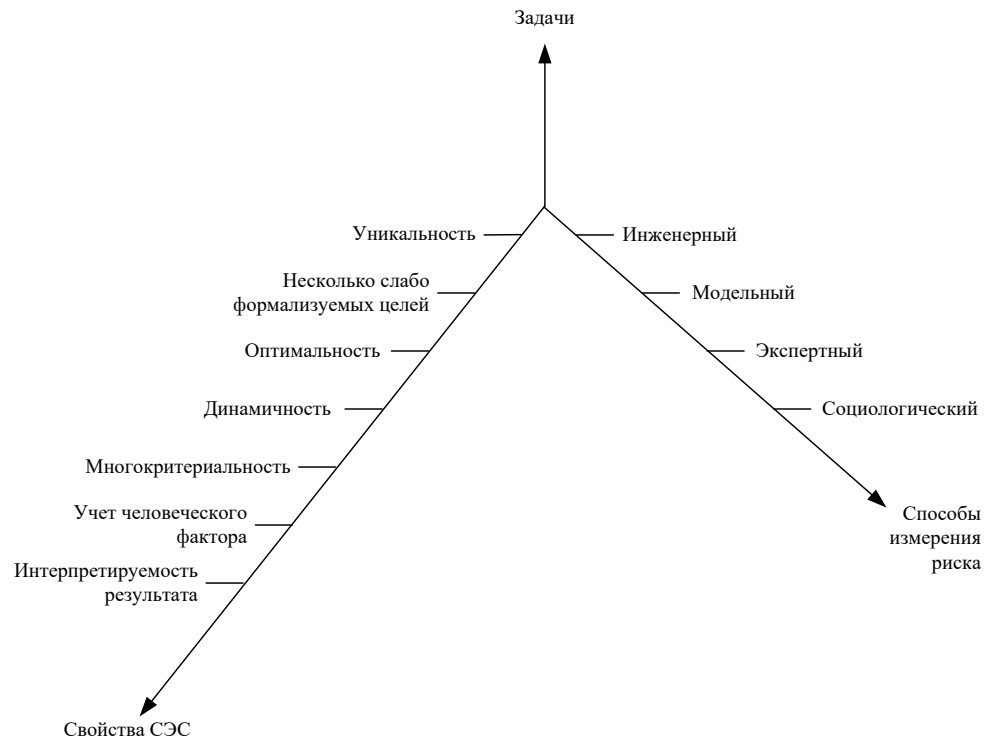 Задачи
Уникальность
Инженерный
Несколько слабо
формализуемых целей
Модельный
Оптимальность
Экспертный
Динамичность
Социологический
Многокритериальность
Учет человеческого
фактора
Способы
измерения
риска
Интерпретируемость
результата
Свойства СЭС